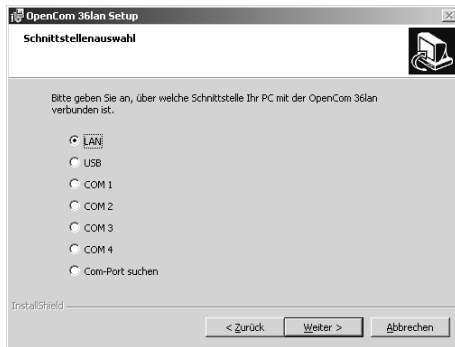 OpenCom 36lan Setup
Schnittstellenauswahl
Bitte geben Sie an, über welche Schnittstelle Ihr PC mit der OpenCom 36lan
verbunden ist.
LAN
USB
COM 1
COM 2
COM 3
COM 4
Com-Port suchen
InstallShield
< Zurück Weiter > Abbrechen